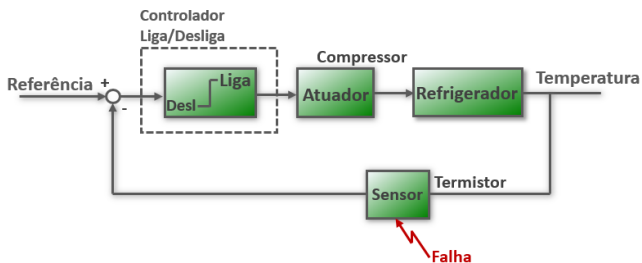 Controlador
Liga/Desliga
Compressor
Referência
+
-
Liga
Desl
Atuador
Refrigerador
Temperatura
Sensor
Termistor
Falha